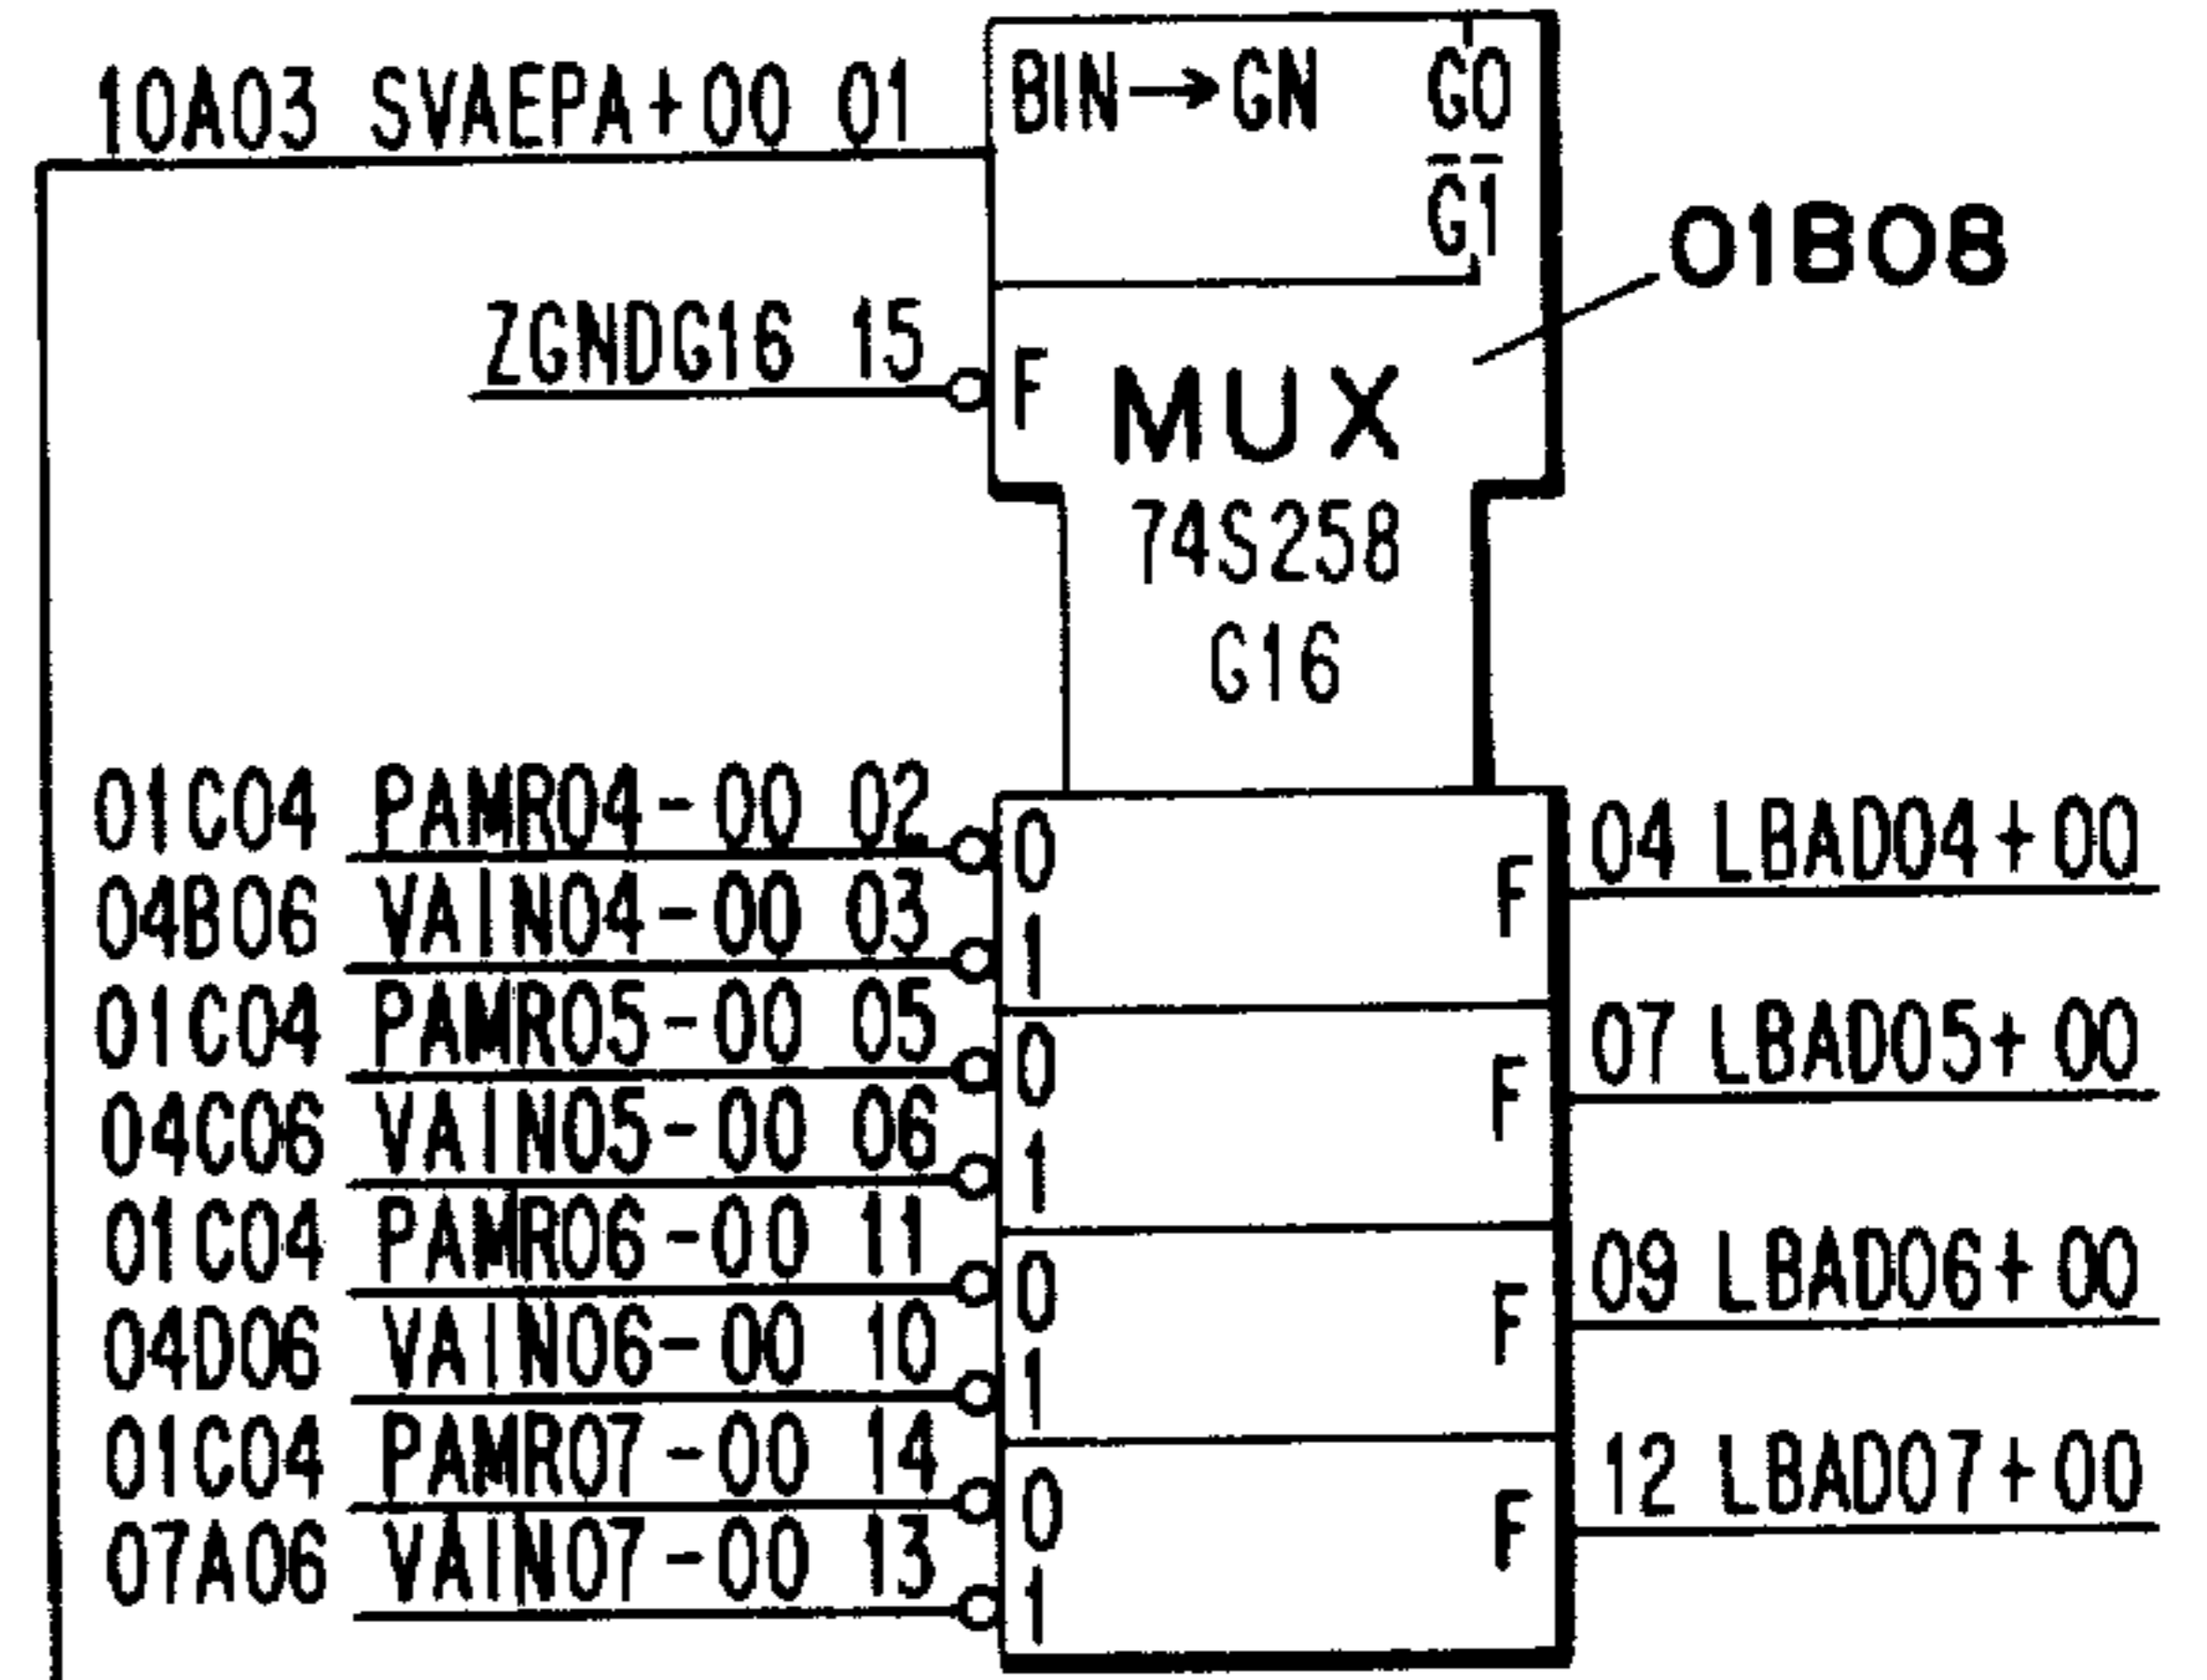 10A03 SVAEPA+00 01
BIN→GN G0
G1
01B08
ZGNDG16 15
F
MUX
74S258
G16
01C04 PAMR04-00 02 0
F 04 LBAD04+00
04B06 VAIN04-00 03 1
01C04 PAMR05-00 05 0
F 07 LBAD05+00
04C06 VAIN05-00 06 1
01C04 PAMR06-00 11 0
F 09 LBAD06+00
04D06 VAIN06-00 10 1
01C04 PAMR07-00 14 0
F 12 LBAD07+00
07A06 VAIN07-00 13 1